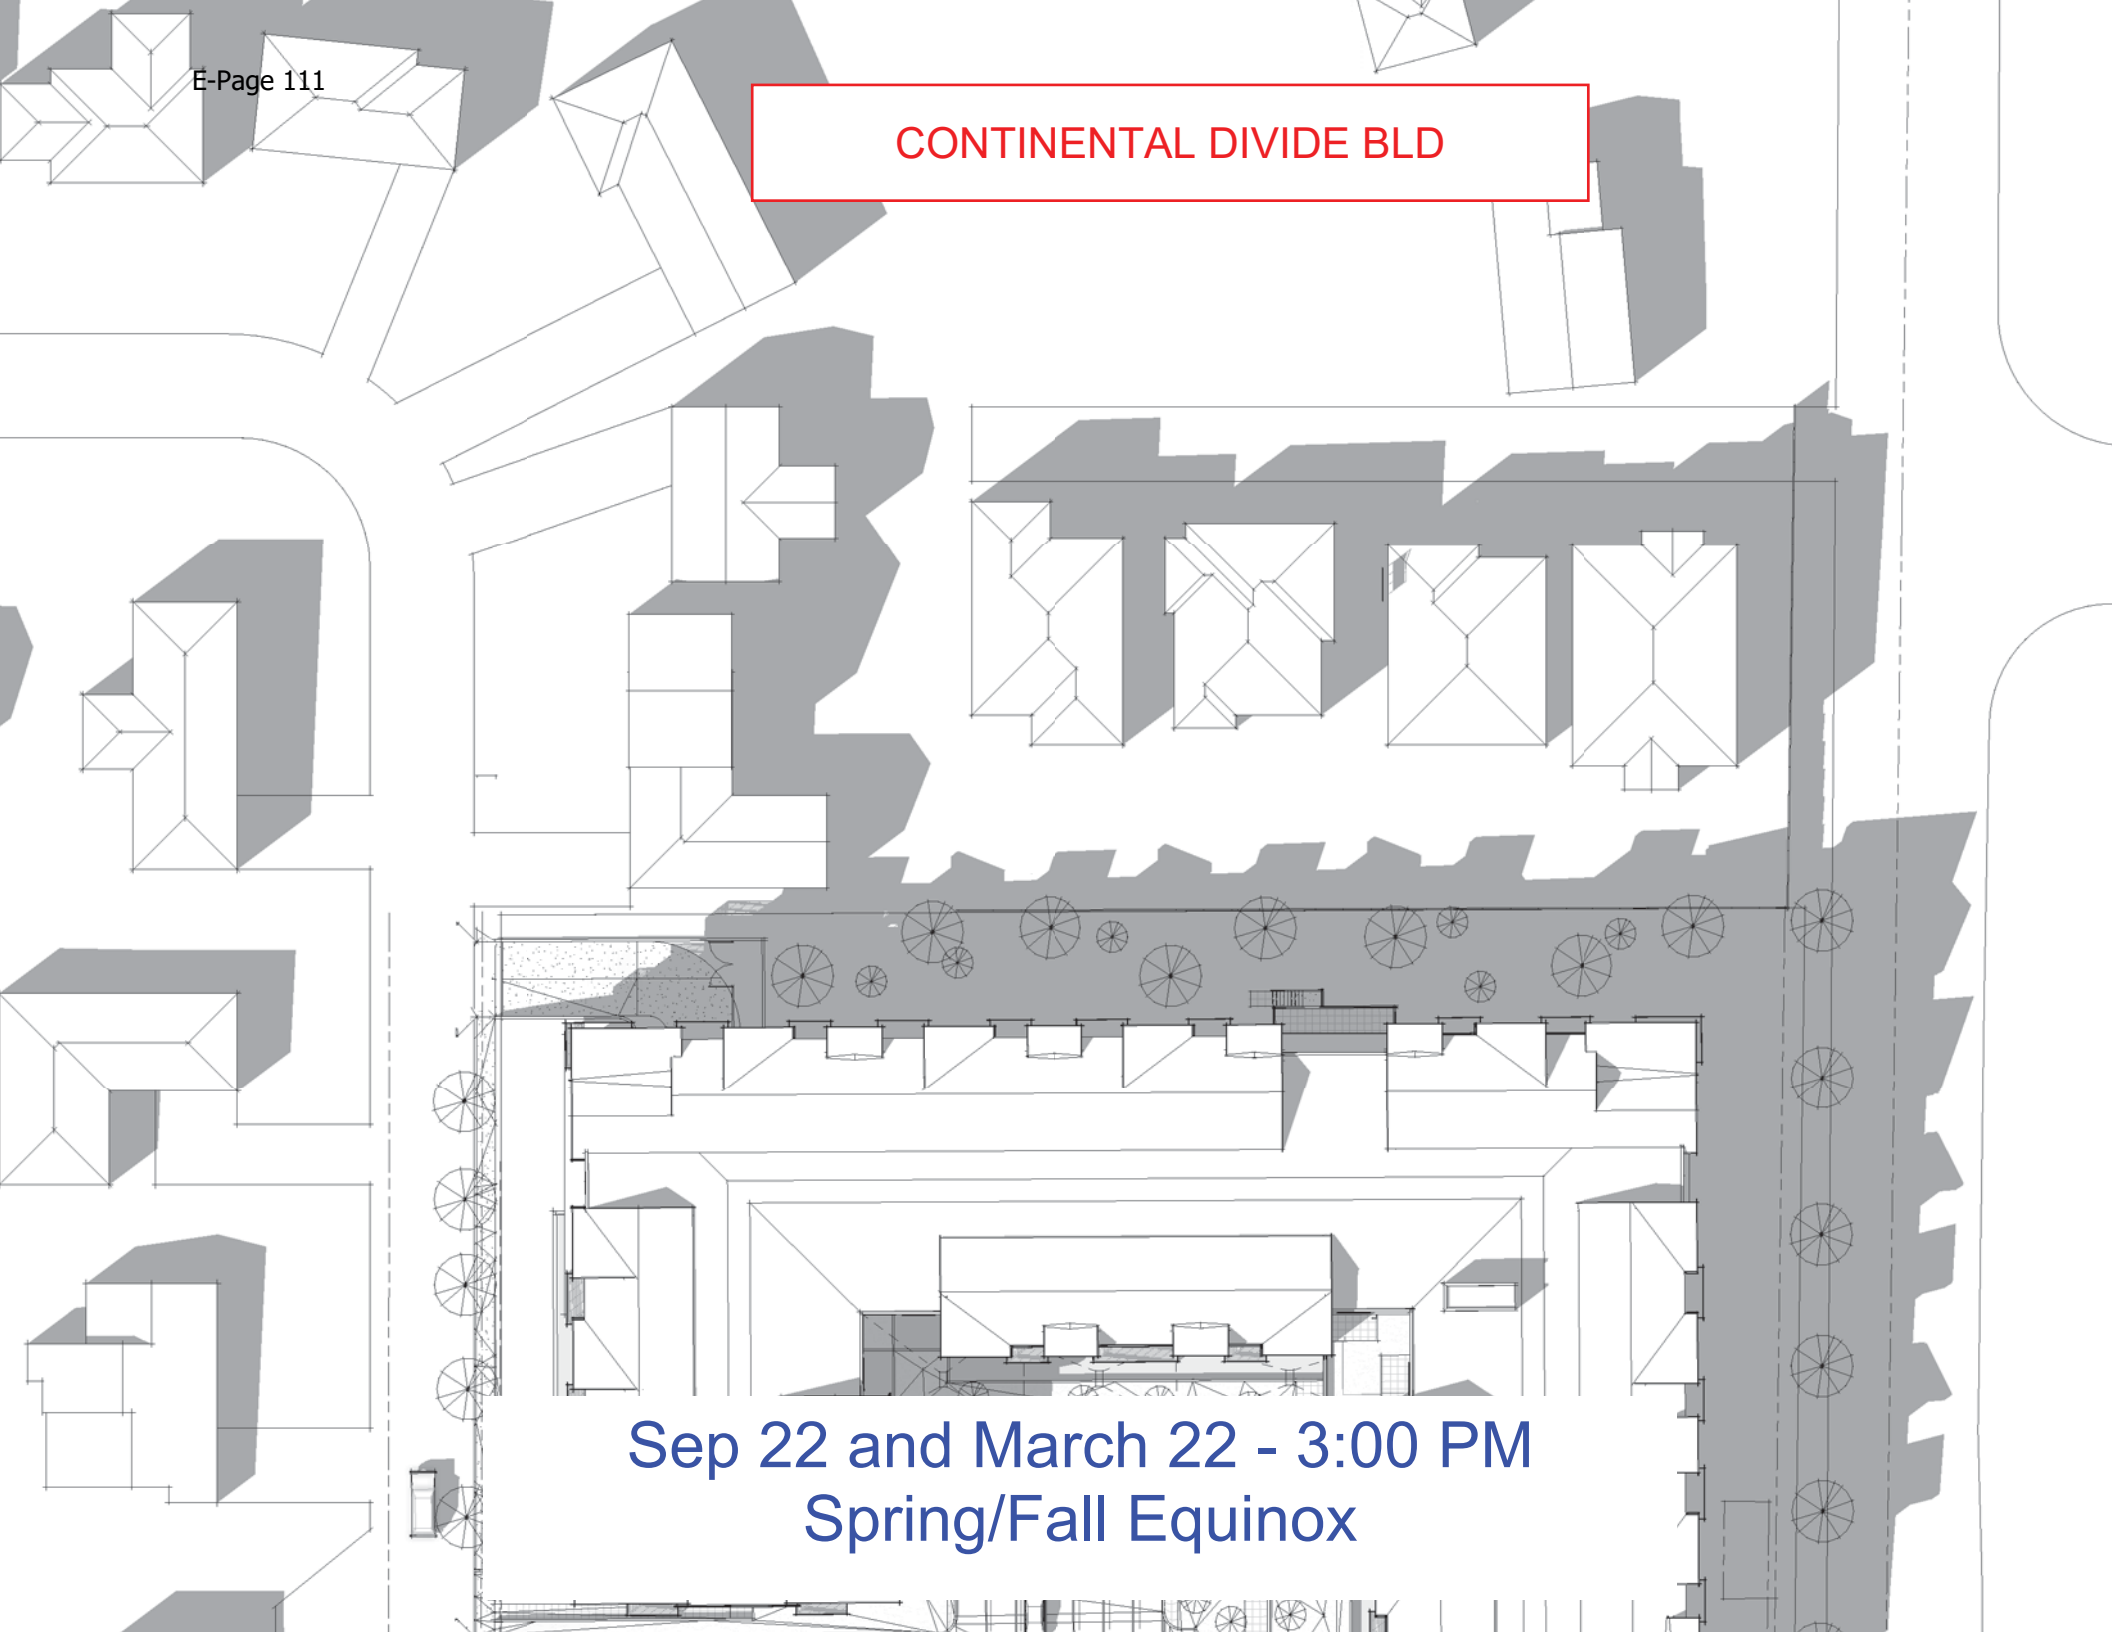 E-Page 111
CONTINENTAL DIVIDE BLD
Sep 22 and March 22 - 3:00 PM
Spring/Fall Equinox